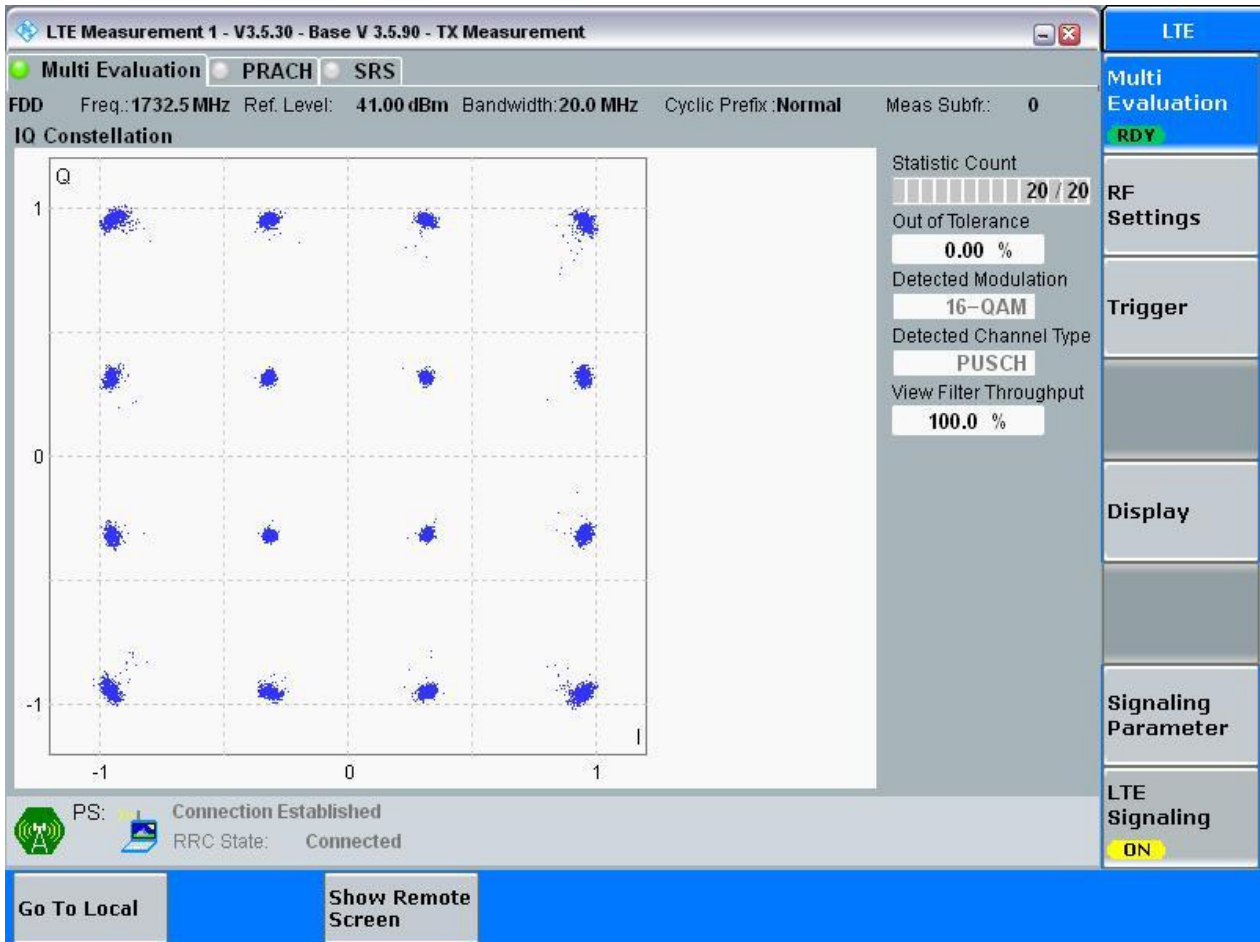 LTE Measurement 1 - V3.5.30 - Base V 3.5.90 - TX Measurement
LTE
Multi Evaluation PRACH SRS
FDD Freq.: 1732.5 MHz Ref. Level: 41.00 dBm Bandwidth: 20.0 MHz Cyclic Prefix : Normal Meas Subfr.: 0
IQ Constellation
Q
1
0
-1
I
-1 0 1
Statistic Count
20 / 20
Out of Tolerance
0.00 %
Detected Modulation
16-QAM
Detected Channel Type
PUSCH
View Filter Throughput
100.0 %
Multi
Evaluation
RDY
RF
Settings
Trigger
Display
Signaling
Parameter
LTE
Signaling
ON
PS: Connection Established
RRC State: Connected
Go To Local
Show Remote
Screen